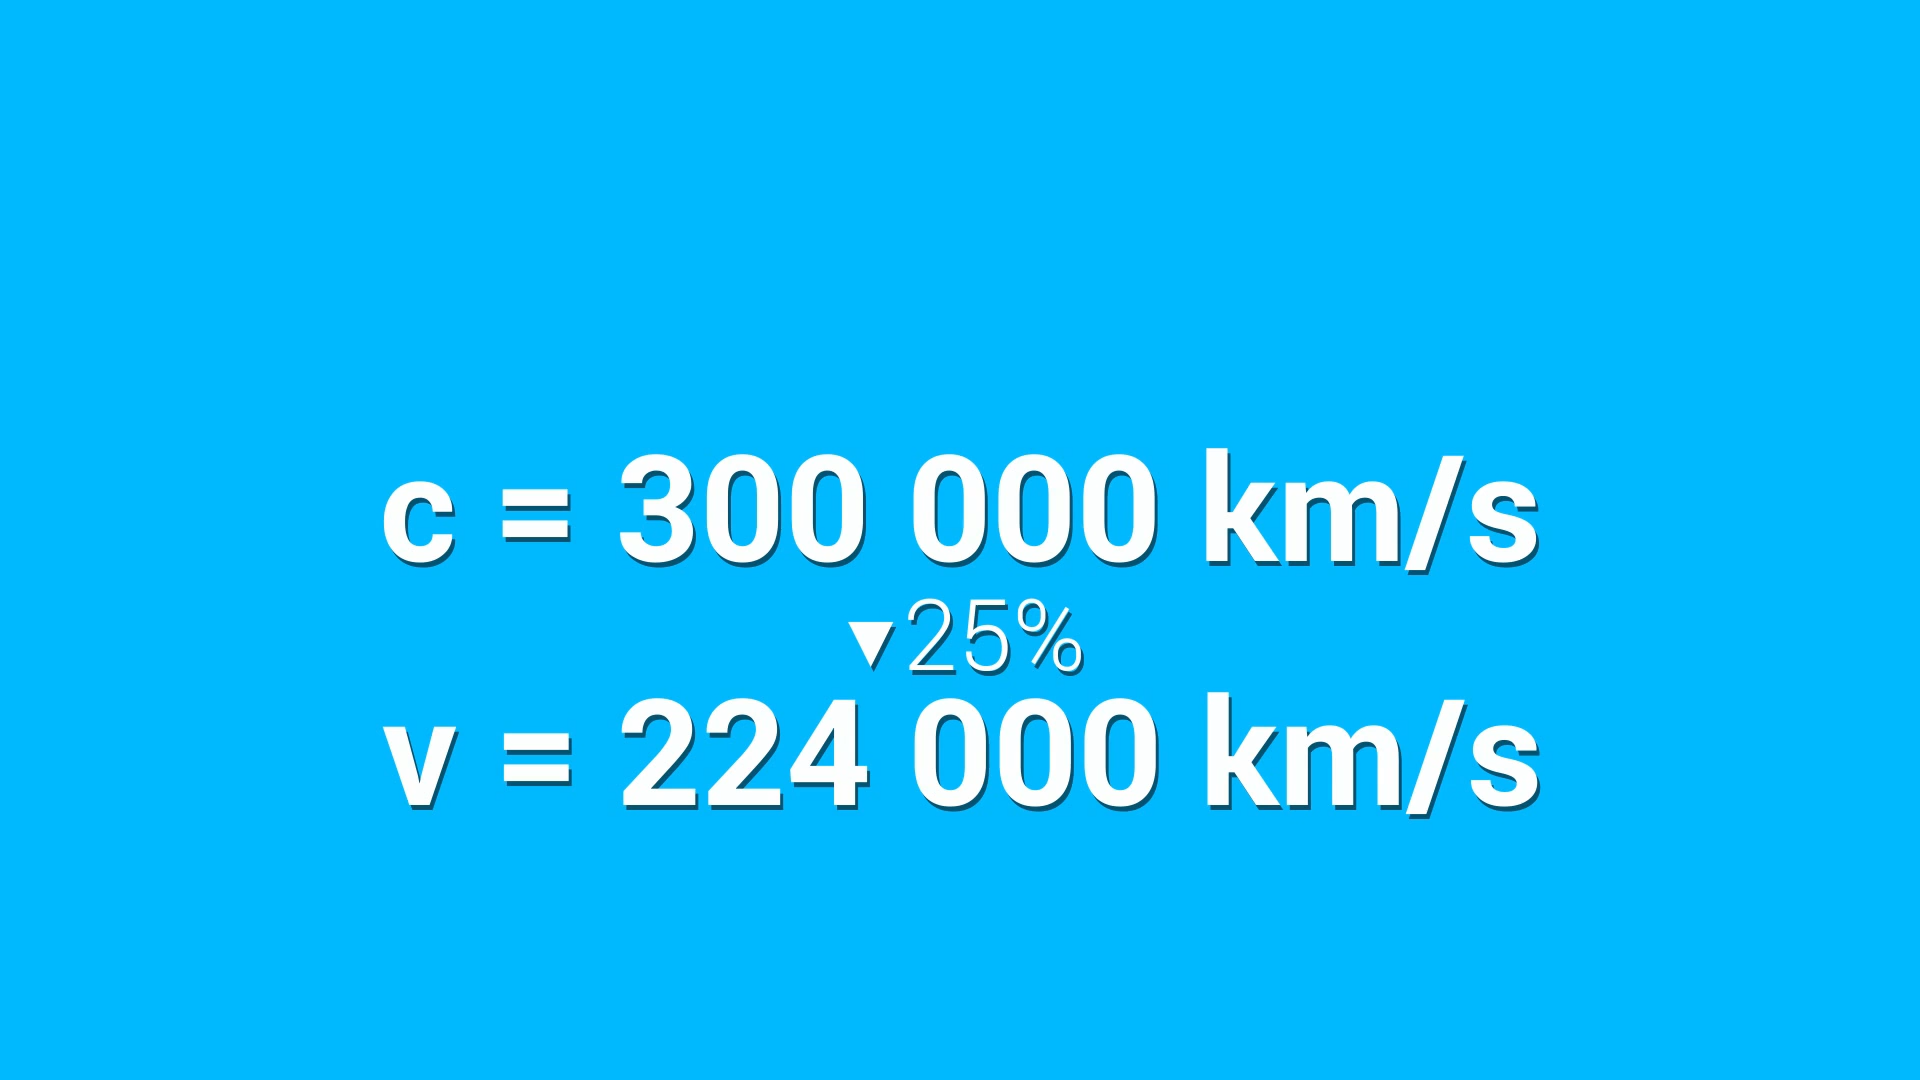 c = 300 000 km/s
▼25%
v = 224 000 km/s